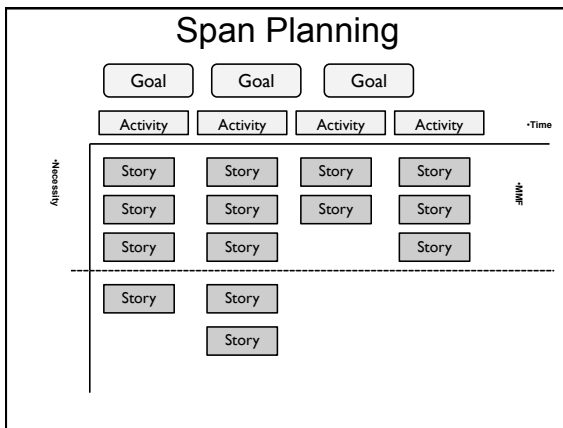 Span Planning
Goal Goal Goal
Activity Activity Activity Activity
•Time
•Necessity
•MMF
Story Story Story Story
Story Story Story Story
Story Story Story
Story Story
Story